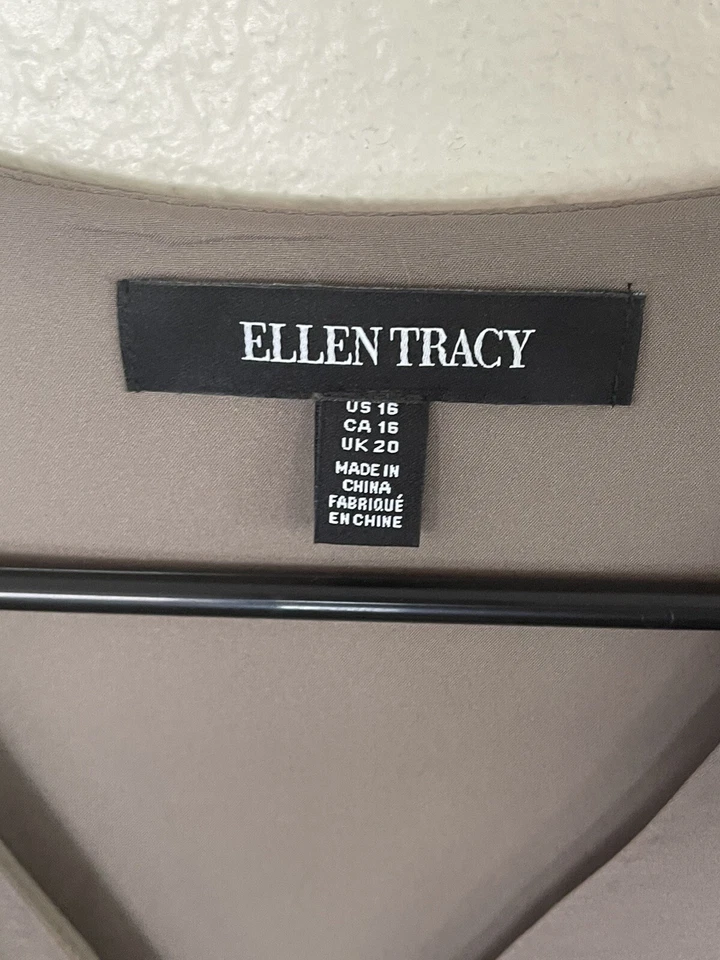 ELLEN TRACY
US 16
CA 16
UK 20
MADE IN
CHINA
FABRIQUÉ
EN CHINE